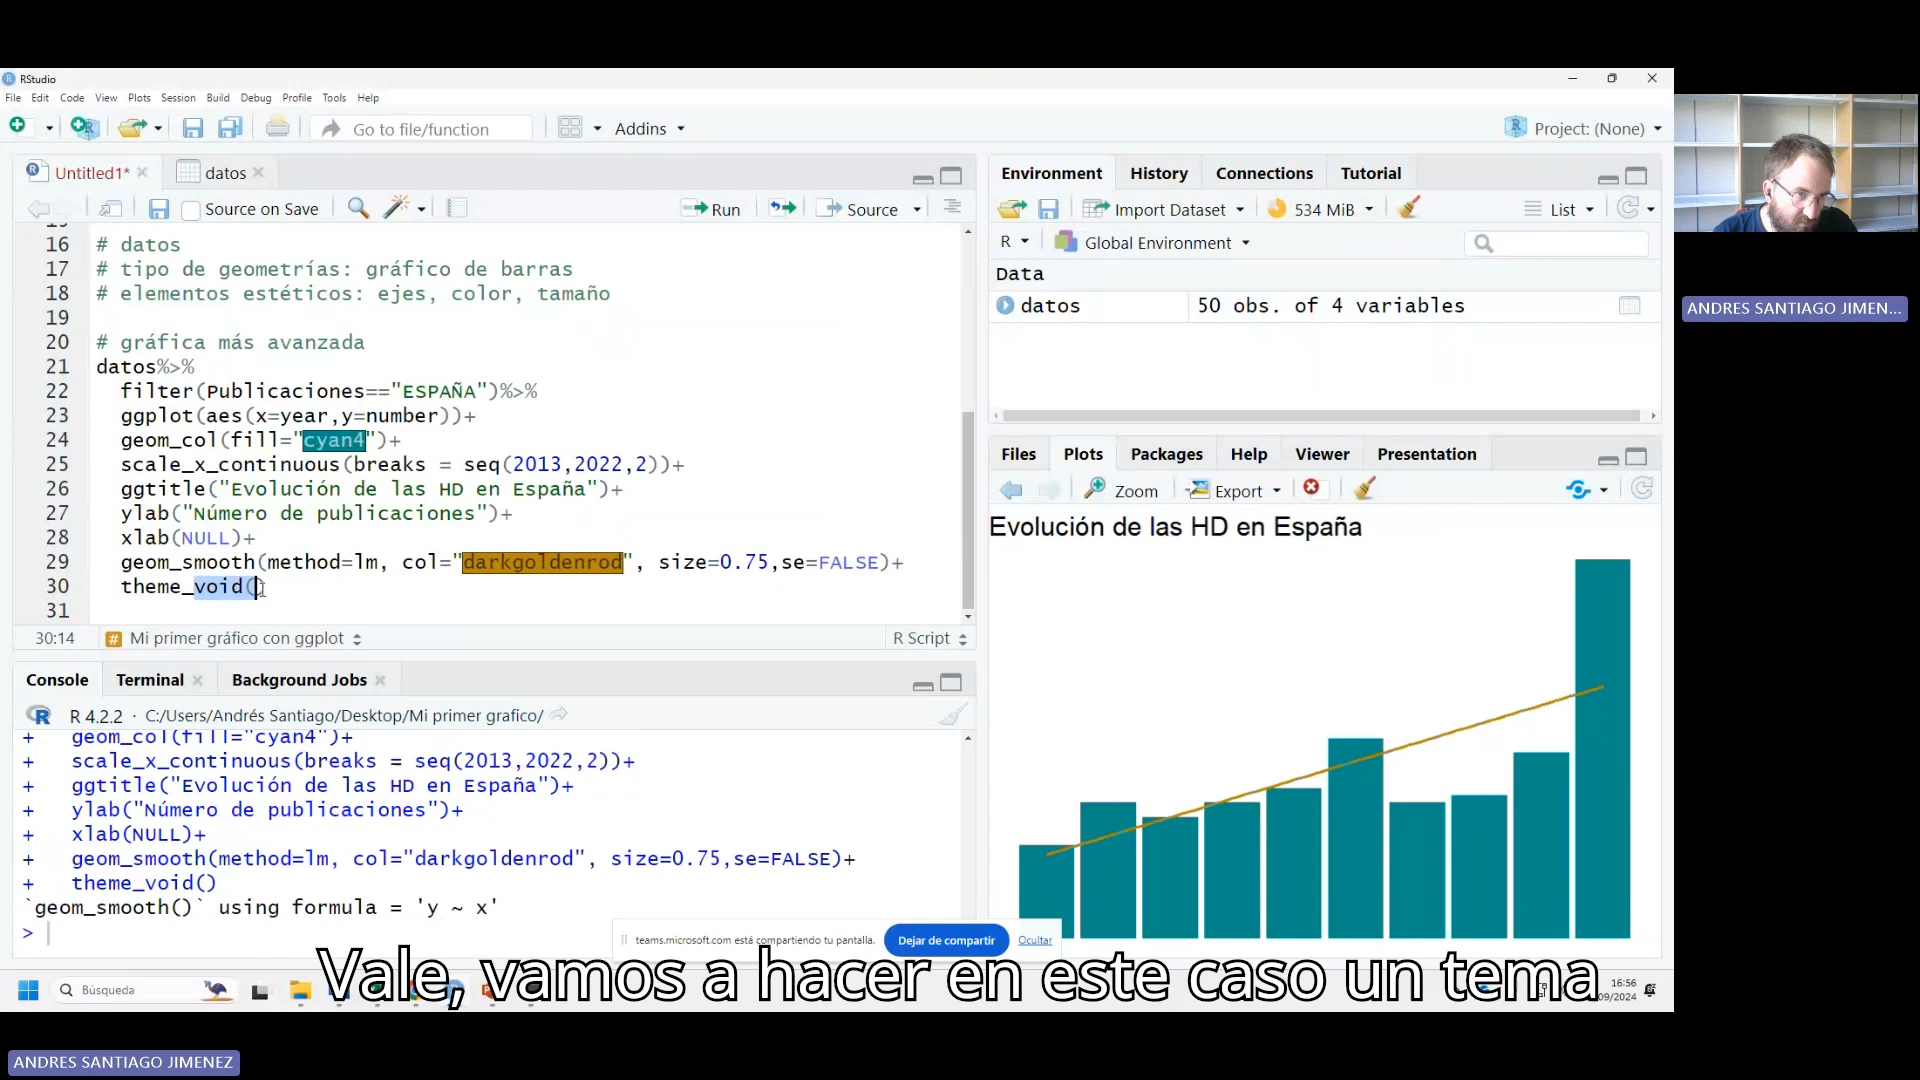 RStudio
File Edit Code View Plots Session Build Debug Profile Tools Help
Go to file/function
Addins
Project: (None)
Untitled1*
datos
Source on Save
Run
Source
16 # datos
17 # tipo de geometrías: gráfico de barras
18 # elementos estéticos: ejes, color, tamaño
19
20 # gráfica más avanzada
21 datos%>%
22 filter(Publicaciones=="ESPAÑA")%>%
23 ggplot(aes(x=year,y=number))+
24 geom_col(fill="cyan4")+
25 scale_x_continuous(breaks = seq(2013,2022,2))+
26 ggtitle("Evolución de las HD en España")+
27 ylab("Número de publicaciones")+
28 xlab(NULL)+
29 geom_smooth(method=lm, col="darkgoldenrod", size=0.75,se=FALSE)+
30 theme_void()
31
30:14 Mi primer gráfico con ggplot R Script
Console Terminal Background Jobs
R 4.2.2 · C:/Users/Andrés Santiago/Desktop/Mi primer grafico/
+ geom_col(fill="cyan4")+
+ scale_x_continuous(breaks = seq(2013,2022,2))+
+ ggtitle("Evolución de las HD en España")+
+ ylab("Número de publicaciones")+
+ xlab(NULL)+
+ geom_smooth(method=lm, col="darkgoldenrod", size=0.75,se=FALSE)+
+ theme_void()
`geom_smooth()` using formula = 'y ~ x'
>
Environment History Connections Tutorial
Import Dataset 534 MiB List
R Global Environment
Data
datos 50 obs. of 4 variables
Files Plots Packages Help Viewer Presentation
Zoom Export
Evolución de las HD en España
teams.microsoft.com está compartiendo tu pantalla. Dejar de compartir Ocultar
Vale, vamos a hacer en este caso un tema
Búsqueda
16:56
09/2024
ANDRES SANTIAGO JIMEN...
ANDRES SANTIAGO JIMENEZ